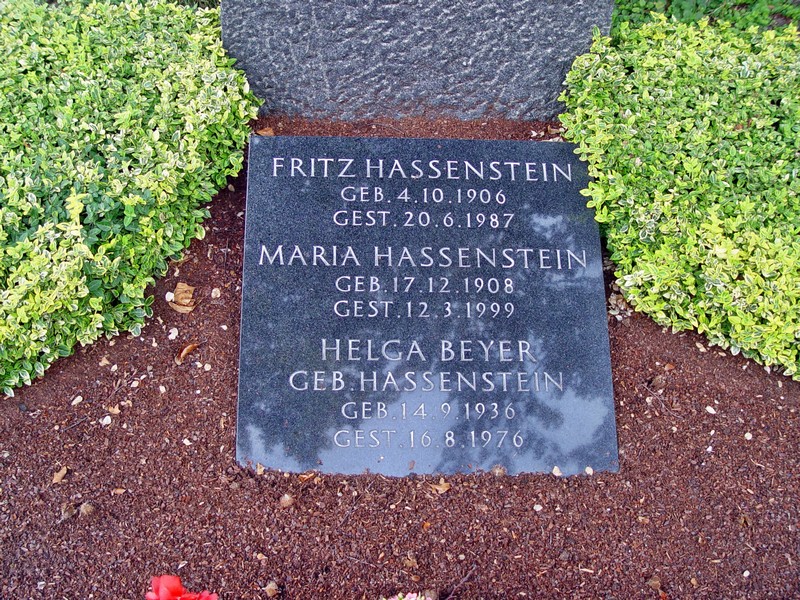 FRITZ HASSENSTEIN
GEB. 4.10.1906
GEST. 20.6.1987
MARIA HASSENSTEIN
GEB. 17.12.1908
GEST. 12.3.1999
HELGA BEYER
GEB. HASSENSTEIN
GEB. 14.9.1936
GEST. 16.8.1976